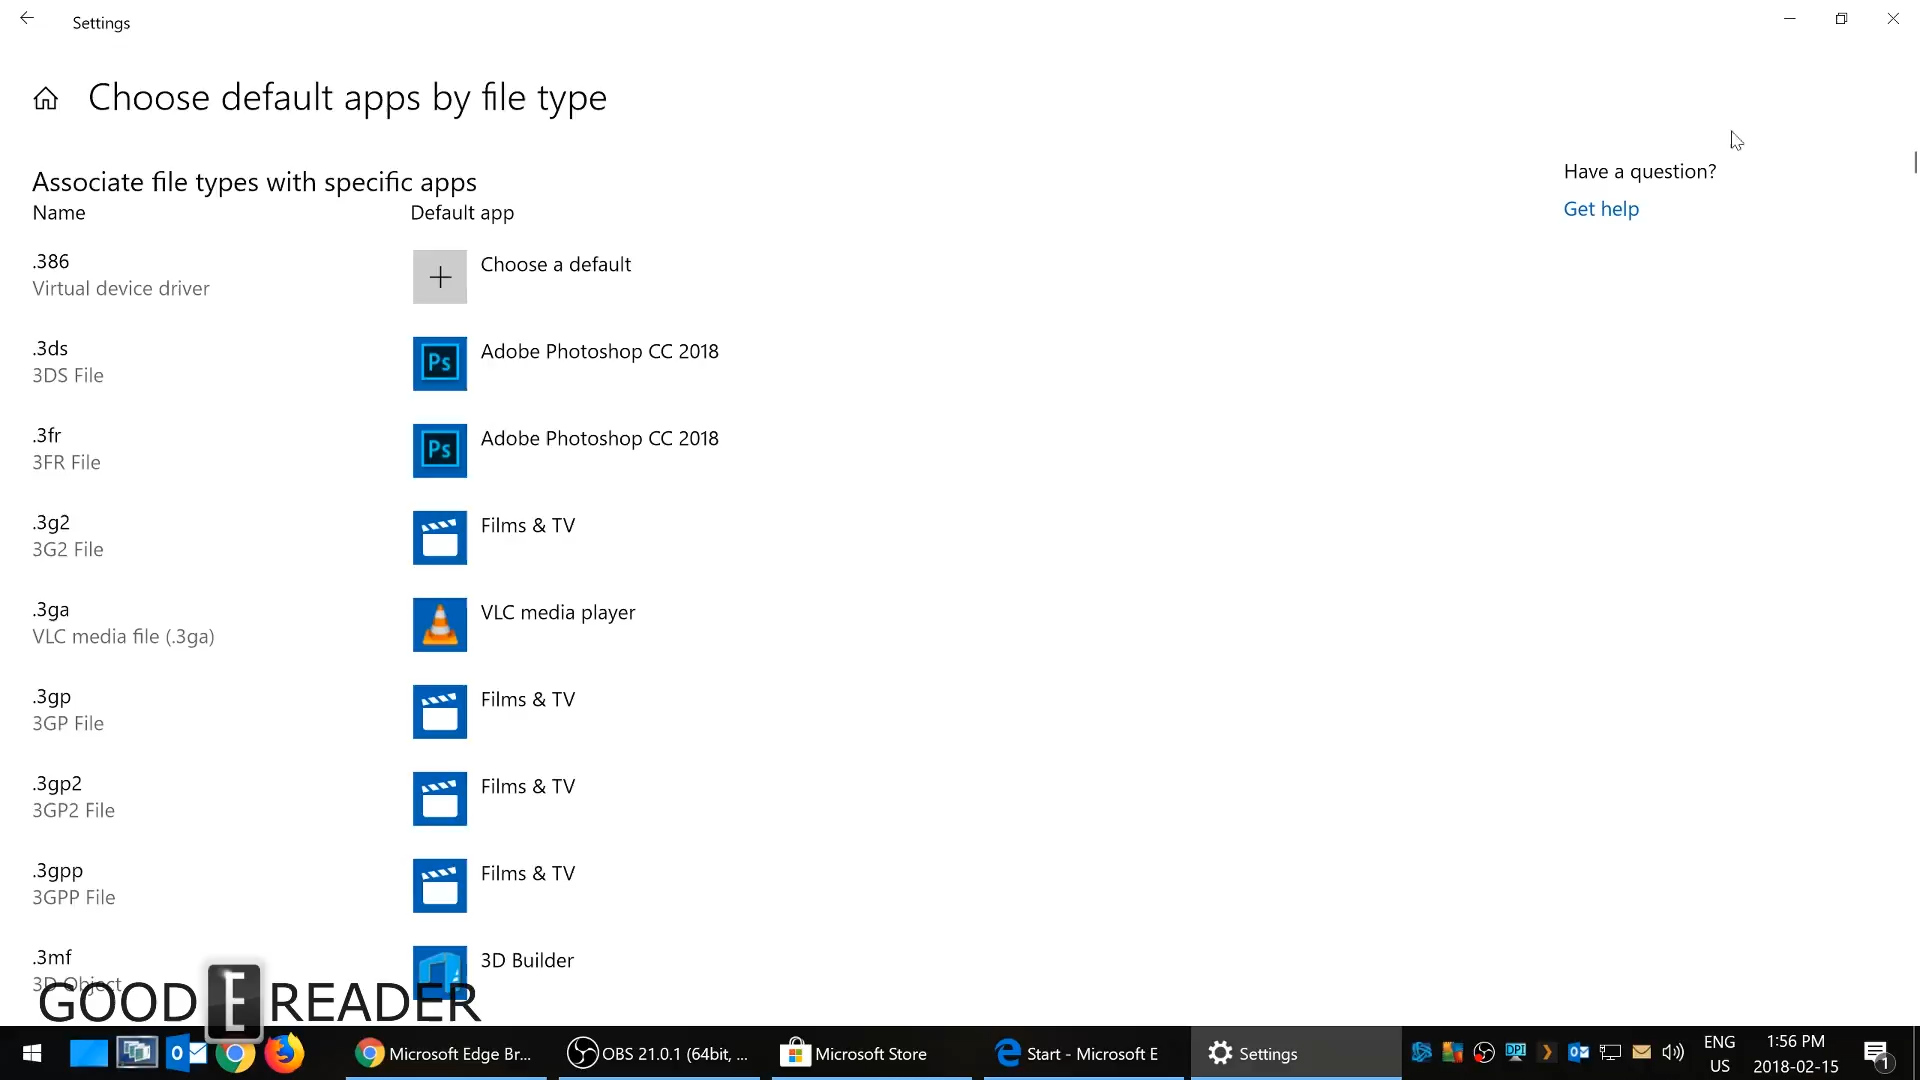 Settings
Choose default apps by file type
Associate file types with specific apps
Name
Default app
Have a question?
Get help
.386
Virtual device driver
Choose a default
.3ds
3DS File
Ps
Adobe Photoshop CC 2018
.3fr
3FR File
Ps
Adobe Photoshop CC 2018
.3g2
3G2 File
Films & TV
.3ga
VLC media file (.3ga)
VLC media player
.3gp
3GP File
Films & TV
.3gp2
3GP2 File
Films & TV
.3gpp
3GPP File
Films & TV
.3mf
3D Object
3D Builder
GOOD E READER
Microsoft Edge Br...
OBS 21.0.1 (64bit, ...
Microsoft Store
Start - Microsoft E
Settings
DPI
ENG
US
1:56 PM
2018-02-15
1